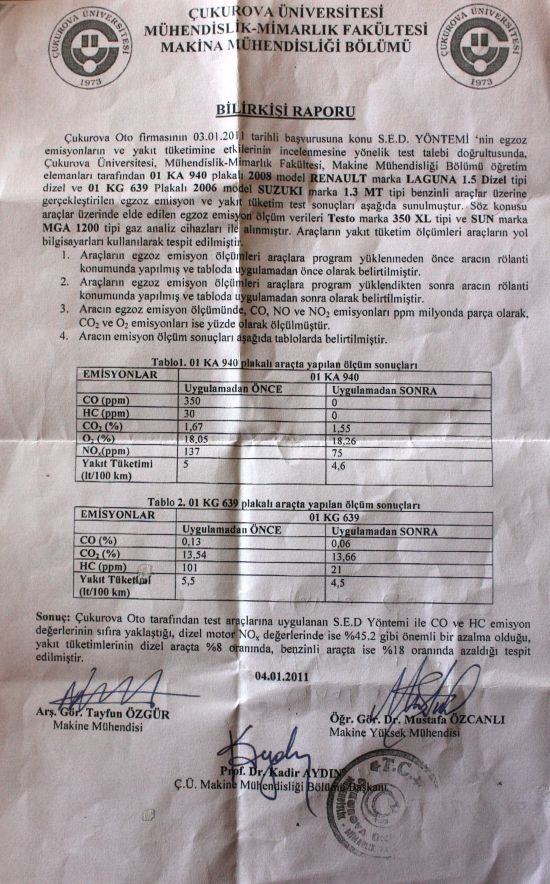 ÇUKUROVA ÜNİVERSİTESİ
MÜHENDİSLİK-MİMARLIK FAKÜLTESİ
MAKİNA MÜHENDİSLİĞİ BÖLÜMÜ
ÇUKUROVA ÜNİVERSİTESİ
1973
ÇUKUROVA ÜNİVERSİTESİ
1973
BİLİRKİŞİ RAPORU
Çukurova Oto firmasının 03.01.2011 tarihli başvurusuna konu S.E.D. YÖNTEMİ 'nin egzoz
emisyonların ve yakıt tüketimine etkilerinin incelenmesine yönelik test talebi doğrultusunda,
Çukurova Üniversitesi, Mühendislik-Mimarlık Fakültesi, Makine Mühendisliği Bölümü öğretim
elemanları tarafından 01 KA 940 plakalı 2008 model RENAULT marka LAGUNA 1.5 Dizel tipi
dizel ve 01 KG 639 Plakalı 2006 model SUZUKI marka 1.3 MT tipi benzinli araçlar üzerine
gerçekleştirilen egzoz emisyon ve yakıt tüketim test sonuçları aşağıda sunulmuştur. Söz konusu
araçlar üzerinde elde edilen egzoz emisyon ölçüm verileri Testo marka 350 XL tipi ve SUN marka
MGA 1200 tipi gaz analiz cihazları ile alınmıştır. Araçların yakıt tüketim ölçümleri araçların yol
bilgisayarları kullanılarak tespit edilmiştir.
1. Araçların egzoz emisyon ölçümleri araçlara program yüklenmeden önce aracın rölanti
konumunda yapılmış ve tabloda uygulamadan önce olarak belirtilmiştir.
2. Araçların egzoz emisyon ölçümleri araçlara program yüklendikten sonra aracın rölanti
konumunda yapılmış ve tabloda uygulamadan sonra olarak belirtilmiştir.
3. Aracın egzoz emisyon ölçümünde, CO, NO ve NO₂ emisyonları ppm milyonda parça olarak,
CO₂ ve O₂ emisyonları ise yüzde olarak ölçülmüştür.
4. Aracın emisyon ölçüm sonuçları aşağıda tablolarda belirtilmiştir.
Tablo1. 01 KA 940 plakalı araçta yapılan ölçüm sonuçları
EMİSYONLAR 01 KA 940
Uygulamadan ÖNCE Uygulamadan SONRA
CO (ppm) 350 0
HC (ppm) 30 0
CO₂ (%) 1,67 1,55
O₂ (%) 18,05 18,26
NOₓ(ppm) 137 75
Yakıt Tüketimi 5 4,6
(lt/100 km)
Tablo 2. 01 KG 639 plakalı araçta yapılan ölçüm sonuçları
EMİSYONLAR 01 KG 639
Uygulamadan ÖNCE Uygulamadan SONRA
CO (%) 0,13 0,06
CO₂ (%) 13,54 13,66
HC (ppm) 101 21
Yakıt Tüketimi 5,5 4,5
(lt/100 km)
Sonuç: Çukurova Oto tarafından test araçlarına uygulanan S.E.D Yöntemi ile CO ve HC emisyon
değerlerinin sıfıra yaklaştığı, dizel motor NOₓ değerlerinde ise %45.2 gibi önemli bir azalma olduğu,
yakıt tüketimlerinin dizel araçta %8 oranında, benzinli araçta ise %18 oranında azaldığı tespit
edilmiştir.
04.01.2011
Arş. Gör. Tayfun ÖZGÜR
Makine Mühendisi
Öğr. Gör. Dr. Mustafa ÖZCANLI
Makine Yüksek Mühendisi
Prof. Dr. Kadir AYDIN
Ç.Ü. Makine Mühendisliği Bölümü Başkanı
T.C.